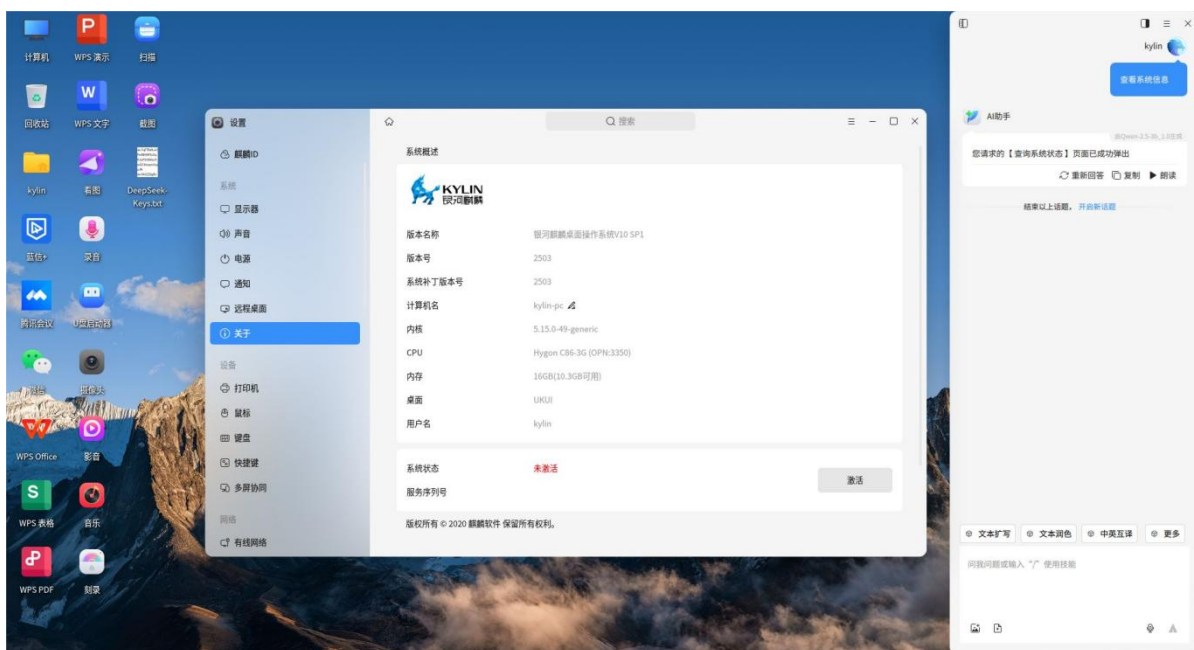 计算机
WPS 演示
扫描
回收站
WPS 文字
截图
kylin
看图
DeepSeek-
Keys.txt
蓝信+
录音
腾讯会议
U盘启动器
微信
摄像头
WPS Office
影音
WPS 表格
音乐
WPS PDF
刻录
设置
搜索
麒麟ID
系统
显示器
声音
电源
通知
远程桌面
关于
设备
打印机
鼠标
键盘
快捷键
多屏协同
网络
有线网络
系统概述
KYLIN
银河麒麟
版本名称 银河麒麟桌面操作系统V10 SP1
版本号 2503
系统补丁版本号 2503
计算机名 kylin-pc
内核 5.15.0-49-generic
CPU Hygon C86-3G (OPN:3350)
内存 16GB(10.3GB可用)
桌面 UKUI
用户名 kylin
系统状态 未激活
激活
服务序列号
版权所有 © 2020 麒麟软件 保留所有权利。
kylin
查看系统信息
AI助手
您请求的【查询系统状态】页面已成功弹出
重新回答 复制 朗读
结束以上话题，开启新话题
文本扩写 文本润色 中英互译 更多
问我问题或输入“/”使用技能